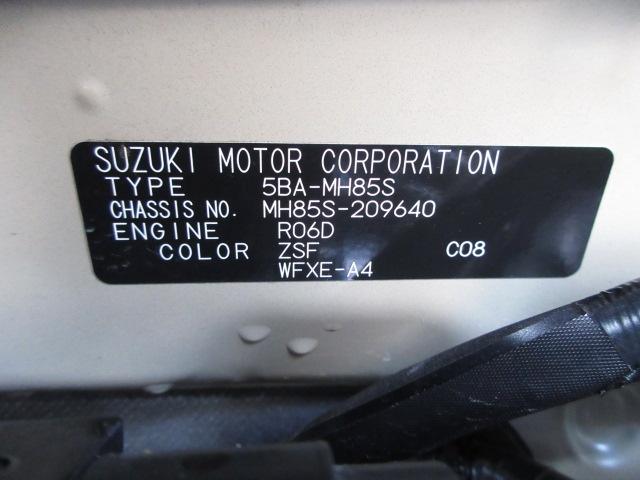 SUZUKI MOTOR CORPORATION
TYPE 5BA-MH85S
CHASSIS NO. MH85S-209640
ENGINE R06D
COLOR ZSF C08
WFXE-A4